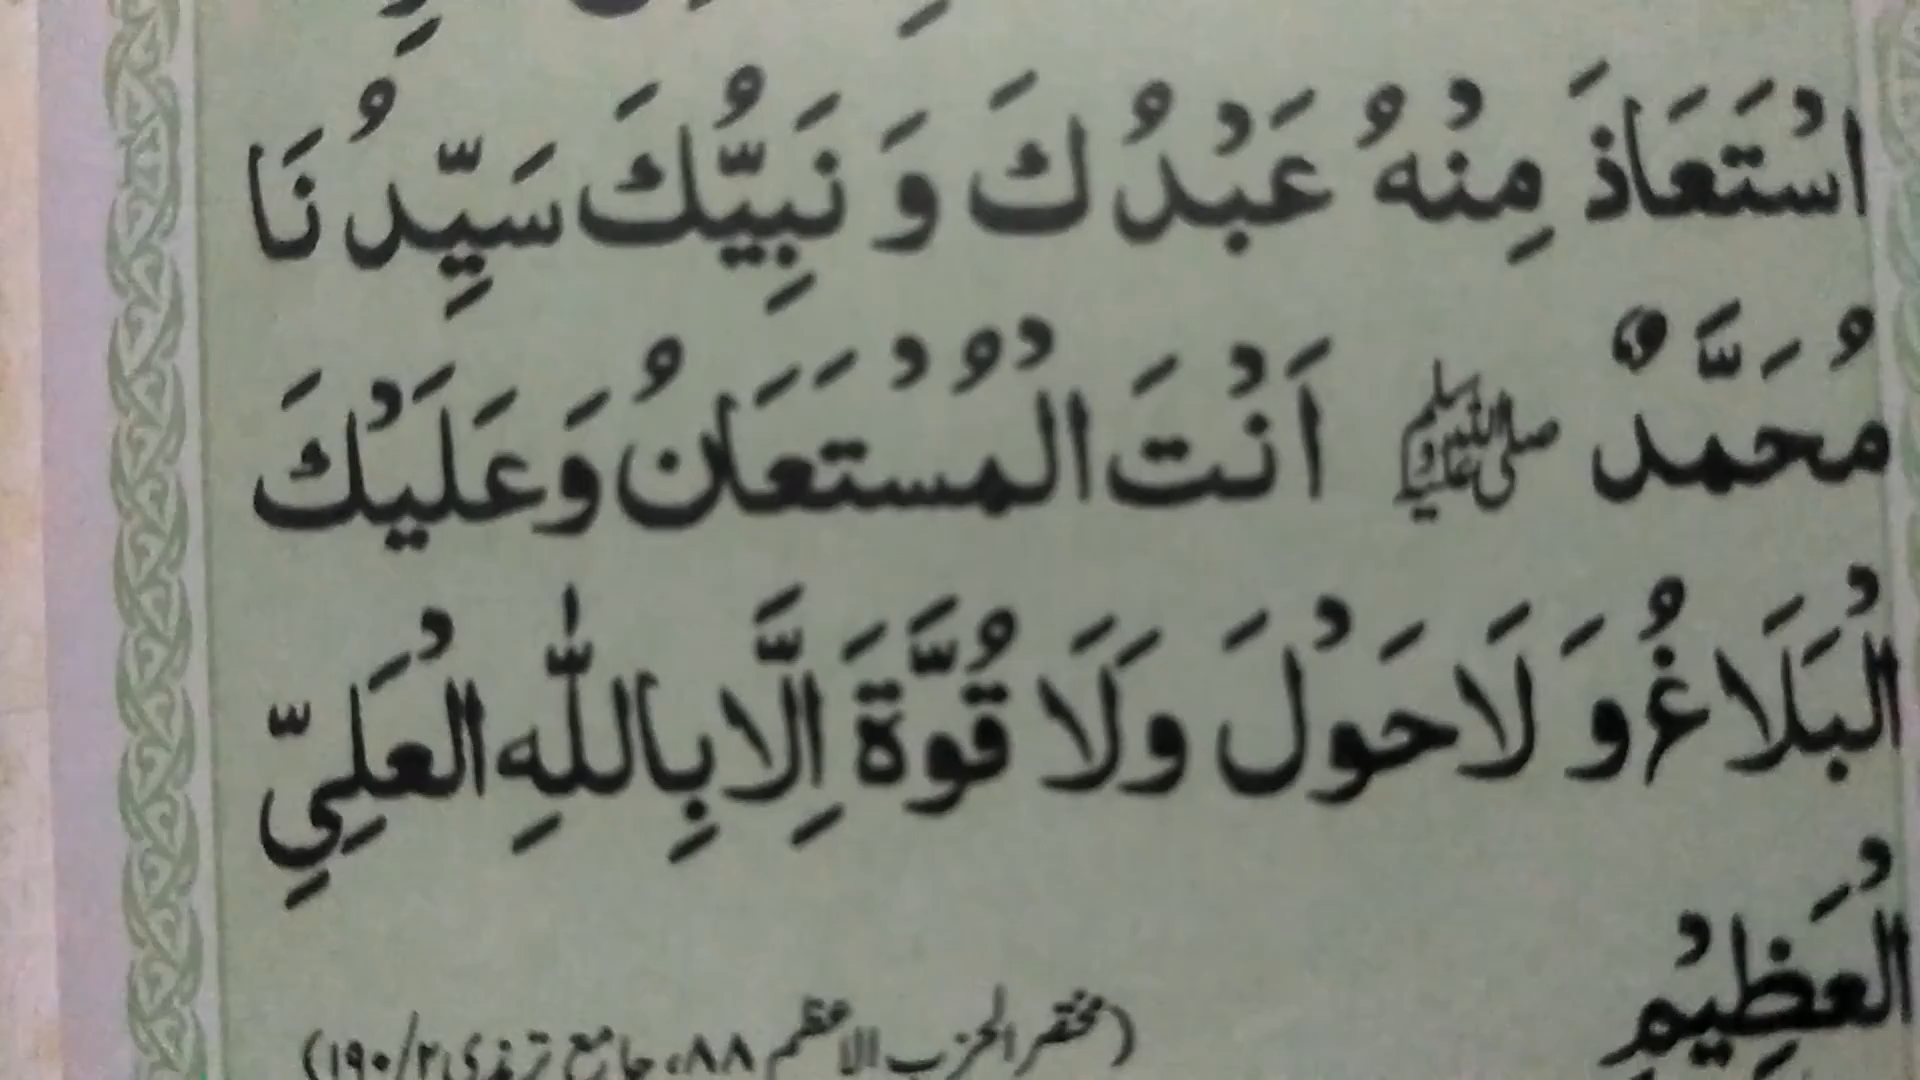 اسْتَعَاذَ مِنْهُ عَبْدُكَ وَ نَبِيُّكَ سَيِّدُنَا
مُحَمَّدٌ ﷺ اَنْتَ الْمُسْتَعَانُ وَعَلَيْكَ
الْبَلَاغُ وَ لَا حَوْلَ وَلَا قُوَّةَ اِلَّا بِاللّٰهِ الْعَلِيِّ
الْعَظِيْمِ
(مختصر الحزب الاعظم ۸۸، جامع ترمذی ۱۹۰/۲)